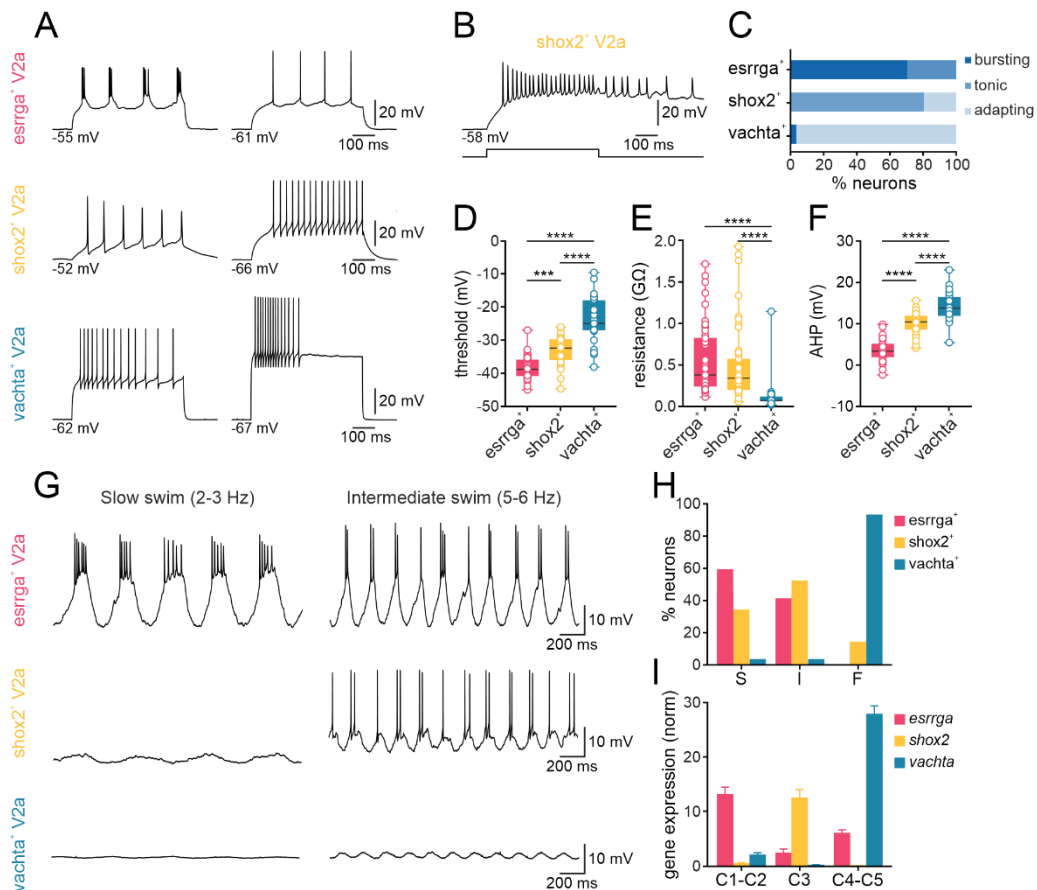 A
esrrga⁺ V2a
-55 mV
-61 mV
20 mV
100 ms
shox2⁺ V2a
-52 mV
-66 mV
20 mV
100 ms
vachta⁺ V2a
-62 mV
-67 mV
20 mV
100 ms
B
shox2⁺ V2a
-58 mV
20 mV
100 ms
C
esrrga⁺
shox2⁺
vachta⁺
0 20 40 60 80 100
% neurons
bursting
tonic
adapting
D
threshold (mV)
0
-10
-20
-30
-40
-50
***
****
****
esrrga⁺
shox2⁺
vachta⁺
E
resistance (GΩ)
2.0
1.5
1.0
0.5
0.0
****
****
esrrga⁺
shox2⁺
vachta⁺
F
AHP (mV)
30
20
10
0
-10
****
****
****
esrrga⁺
shox2⁺
vachta⁺
G
Slow swim (2-3 Hz)
Intermediate swim (5-6 Hz)
esrrga⁺ V2a
10 mV
200 ms
10 mV
200 ms
shox2⁺ V2a
10 mV
200 ms
vachta⁺ V2a
10 mV
200 ms
H
% neurons
100
80
60
40
20
0
S I F
esrrga⁺
shox2⁺
vachta⁺
I
gene expression (norm)
30
20
10
0
C1-C2 C3 C4-C5
esrrga
shox2
vachta